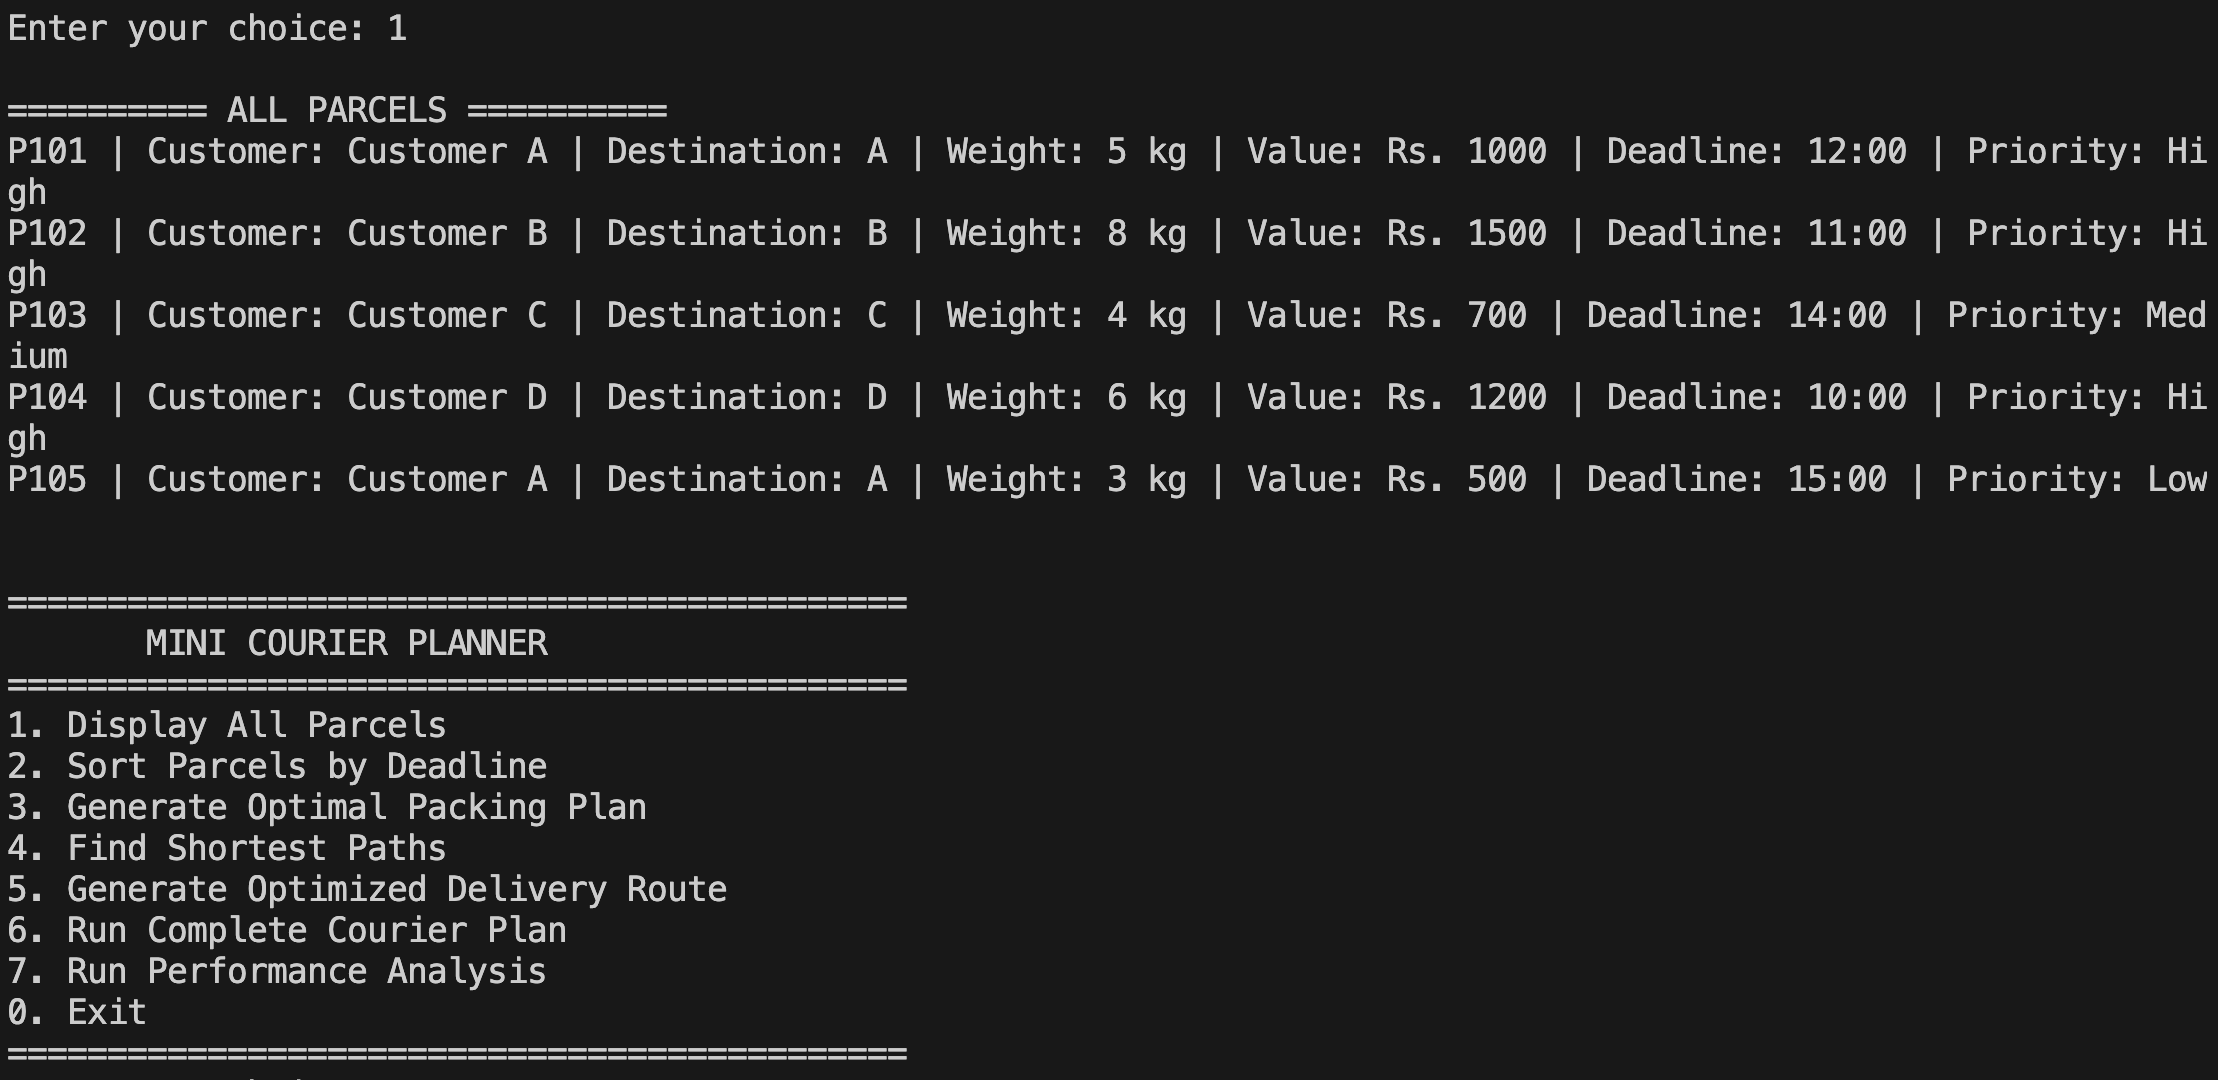 Enter your choice: 1
========== ALL PARCELS ==========
P101 | Customer: Customer A | Destination: A | Weight: 5 kg | Value: Rs. 1000 | Deadline: 12:00 | Priority: Hi
gh
P102 | Customer: Customer B | Destination: B | Weight: 8 kg | Value: Rs. 1500 | Deadline: 11:00 | Priority: Hi
gh
P103 | Customer: Customer C | Destination: C | Weight: 4 kg | Value: Rs. 700 | Deadline: 14:00 | Priority: Med
ium
P104 | Customer: Customer D | Destination: D | Weight: 6 kg | Value: Rs. 1200 | Deadline: 10:00 | Priority: Hi
gh
P105 | Customer: Customer A | Destination: A | Weight: 3 kg | Value: Rs. 500 | Deadline: 15:00 | Priority: Low
=============================================
MINI COURIER PLANNER
=============================================
1. Display All Parcels
2. Sort Parcels by Deadline
3. Generate Optimal Packing Plan
4. Find Shortest Paths
5. Generate Optimized Delivery Route
6. Run Complete Courier Plan
7. Run Performance Analysis
0. Exit
=============================================